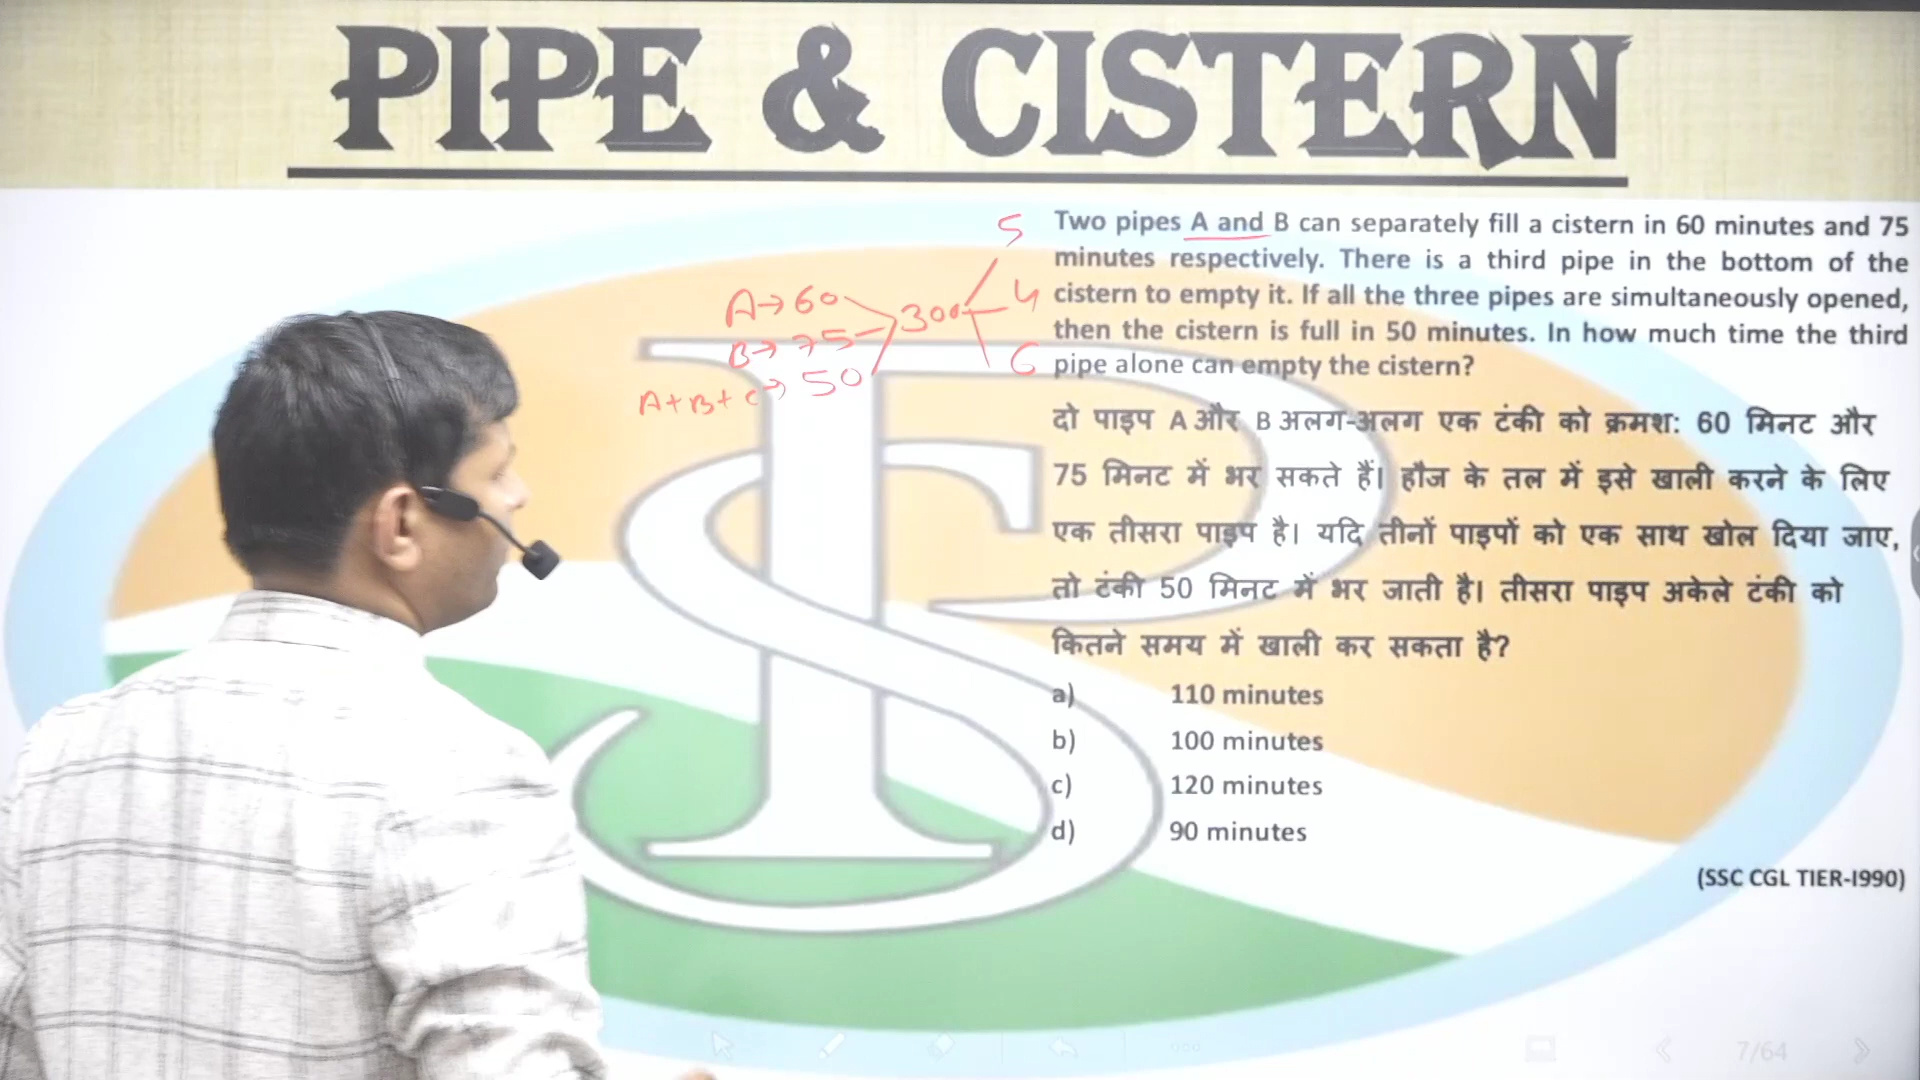 PIPE & CISTERN
Two pipes A and B can separately fill a cistern in 60 minutes and 75
minutes respectively. There is a third pipe in the bottom of the
cistern to empty it. If all the three pipes are simultaneously opened,
then the cistern is full in 50 minutes. In how much time the third
pipe alone can empty the cistern?
दो पाइप A और B अलग-अलग एक टंकी को क्रमश: 60 मिनट और
75 मिनट में भर सकते हैं। हौज के तल में इसे खाली करने के लिए
एक तीसरा पाइप है। यदि तीनों पाइपों को एक साथ खोल दिया जाए,
तो टंकी 50 मिनट में भर जाती है। तीसरा पाइप अकेले टंकी को
कितने समय में खाली कर सकता है?
a) 110 minutes
b) 100 minutes
c) 120 minutes
d) 90 minutes
(SSC CGL TIER-I990)
A→60
B→75
A+B+C→50
300
5
4
6
7/64